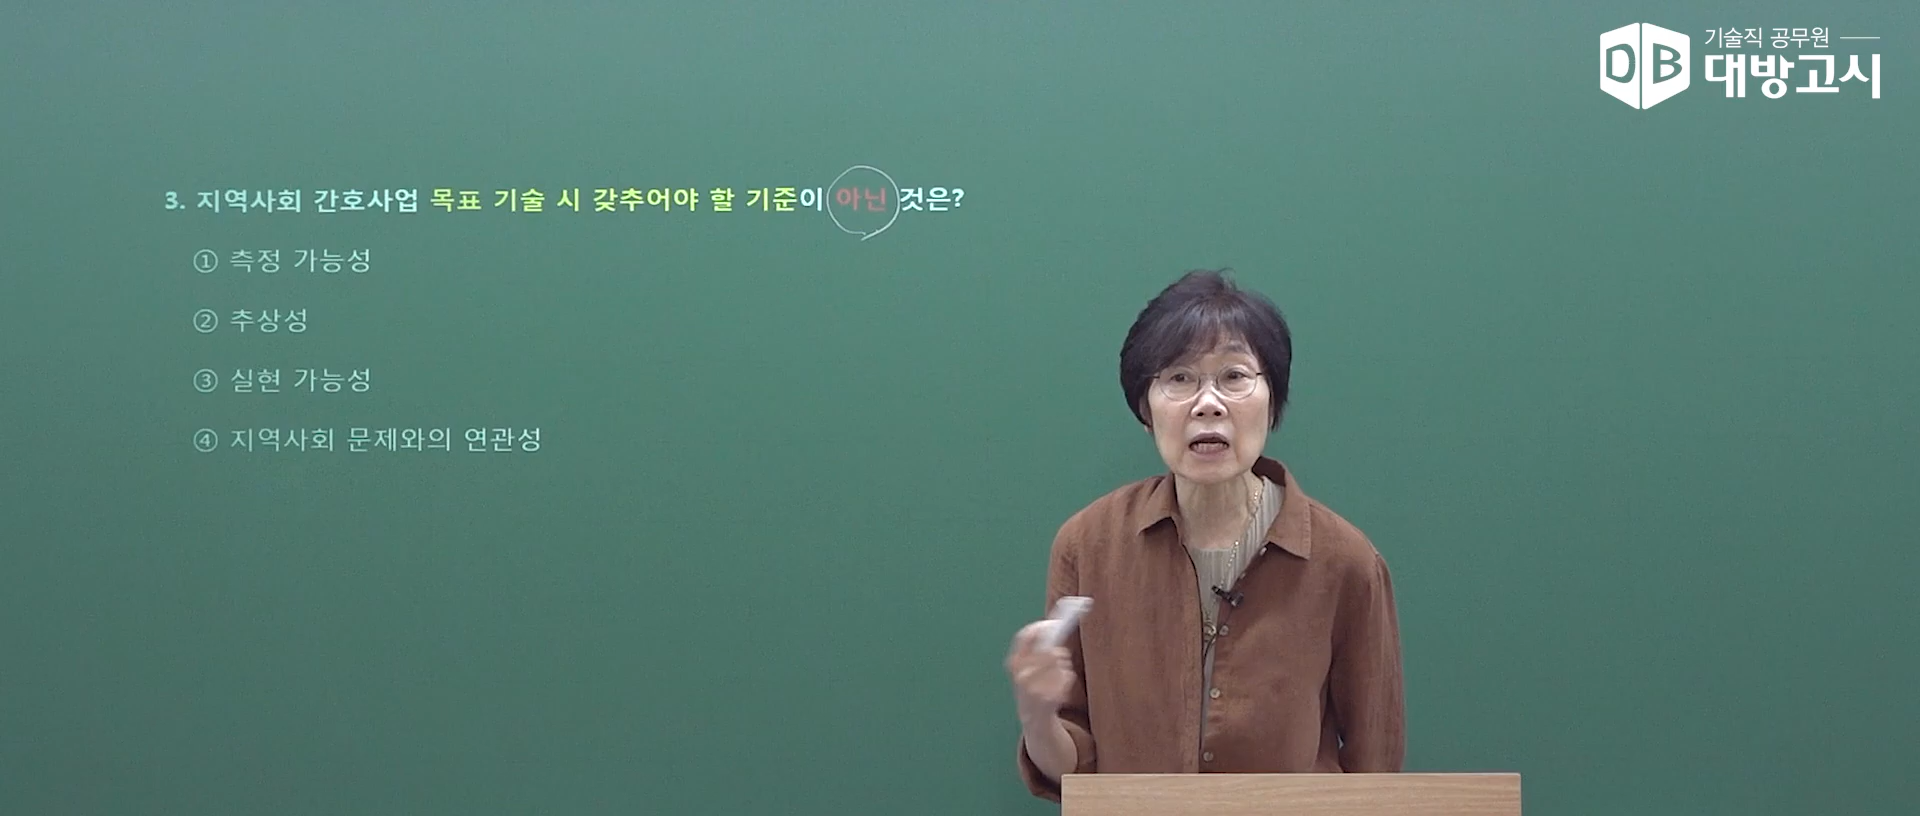 기술직 공무원
DB 대방고시
3. 지역사회 간호사업 목표 기술 시 갖추어야 할 기준이 아닌 것은?
① 측정 가능성
② 추상성
③ 실현 가능성
④ 지역사회 문제와의 연관성